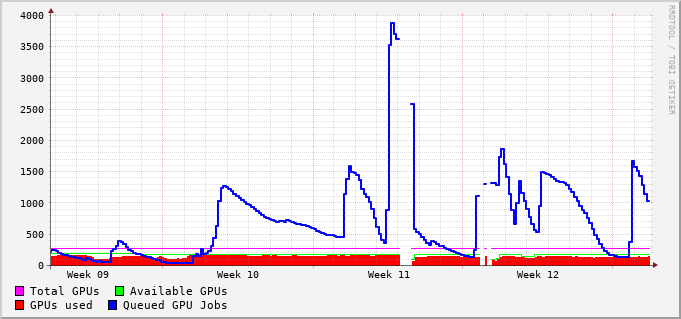 4000
3500
3000
2500
2000
1500
1000
500
0
Week 09 Week 10 Week 11 Week 12
Total GPUs Available GPUs
GPUs used Queued GPU Jobs
RRDTOOL / TOBI OETIKER